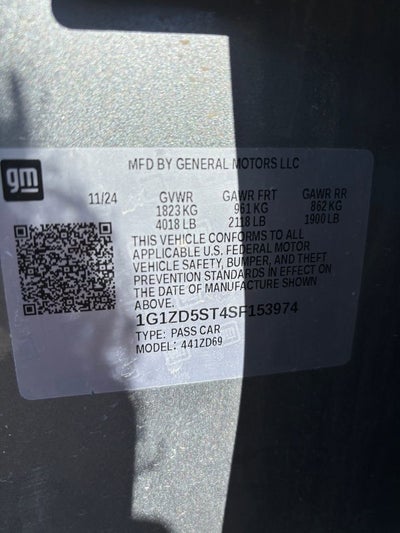 gm
MFD BY GENERAL MOTORS LLC
11/24 GVWR GAWR FRT GAWR RR
1823 KG 961 KG 862 KG
4018 LB 2118 LB 1900 LB
THIS VEHICLE CONFORMS TO ALL
APPLICABLE U.S. FEDERAL MOTOR
VEHICLE SAFETY, BUMPER, AND THEFT
PREVENTION STANDARDS IN EFFECT ON
THE DATE OF MANUFACTURE SHOWN
ABOVE.
1G1ZD5ST4SF153974
TYPE: PASS CAR
MODEL: 441ZD69